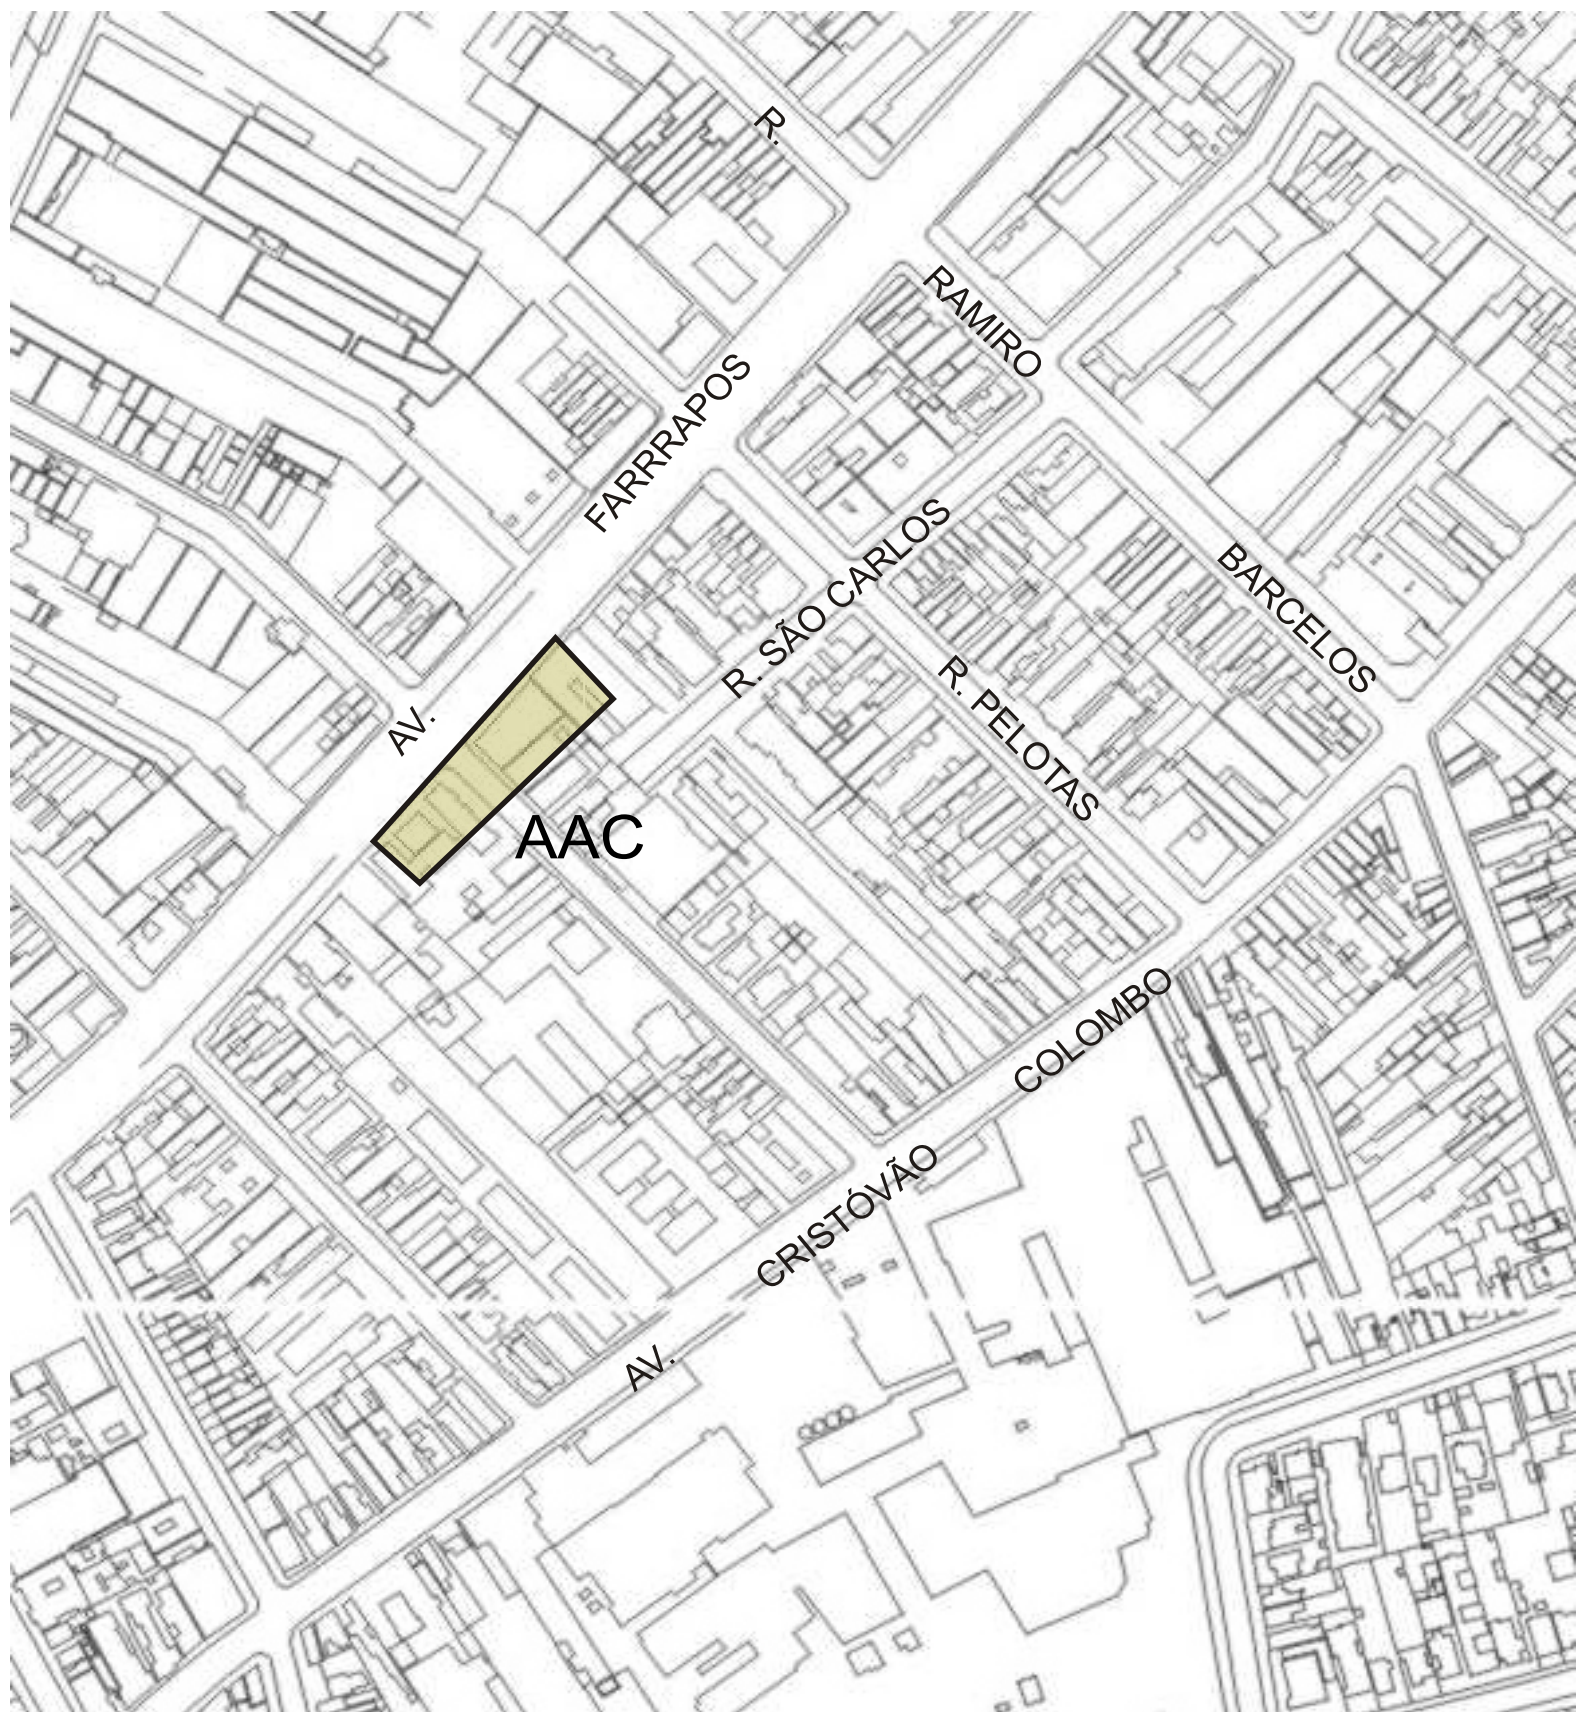 R.
RAMIRO
BARCELOS
AV.
FARRRAPOS
R. SÃO CARLOS
R. PELOTAS
AAC
AV.
CRISTÓVÃO
COLOMBO